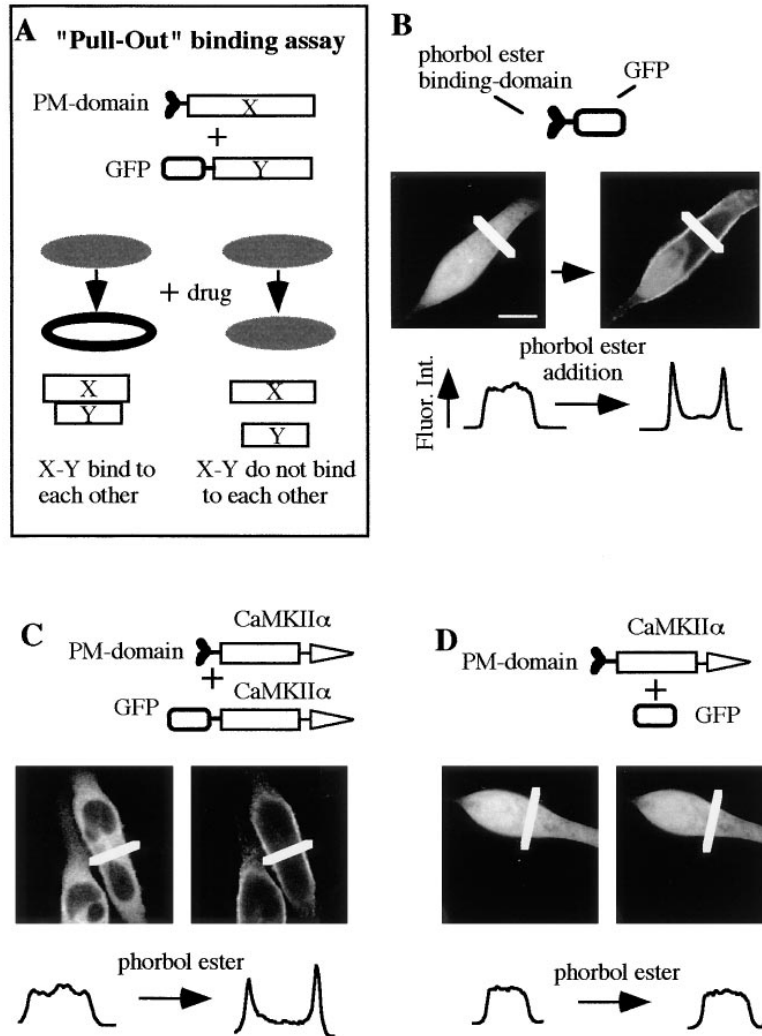 A
"Pull-Out" binding assay
PM-domain
X
+
GFP
Y
+ drug
X
Y
X
Y
X-Y bind to
each other
X-Y do not bind
to each other
B
phorbol ester
binding-domain
GFP
Fluor. Int.
phorbol ester
addition
C
CaMKIIα
PM-domain
+
CaMKIIα
GFP
phorbol ester
D
CaMKIIα
PM-domain
+
GFP
phorbol ester